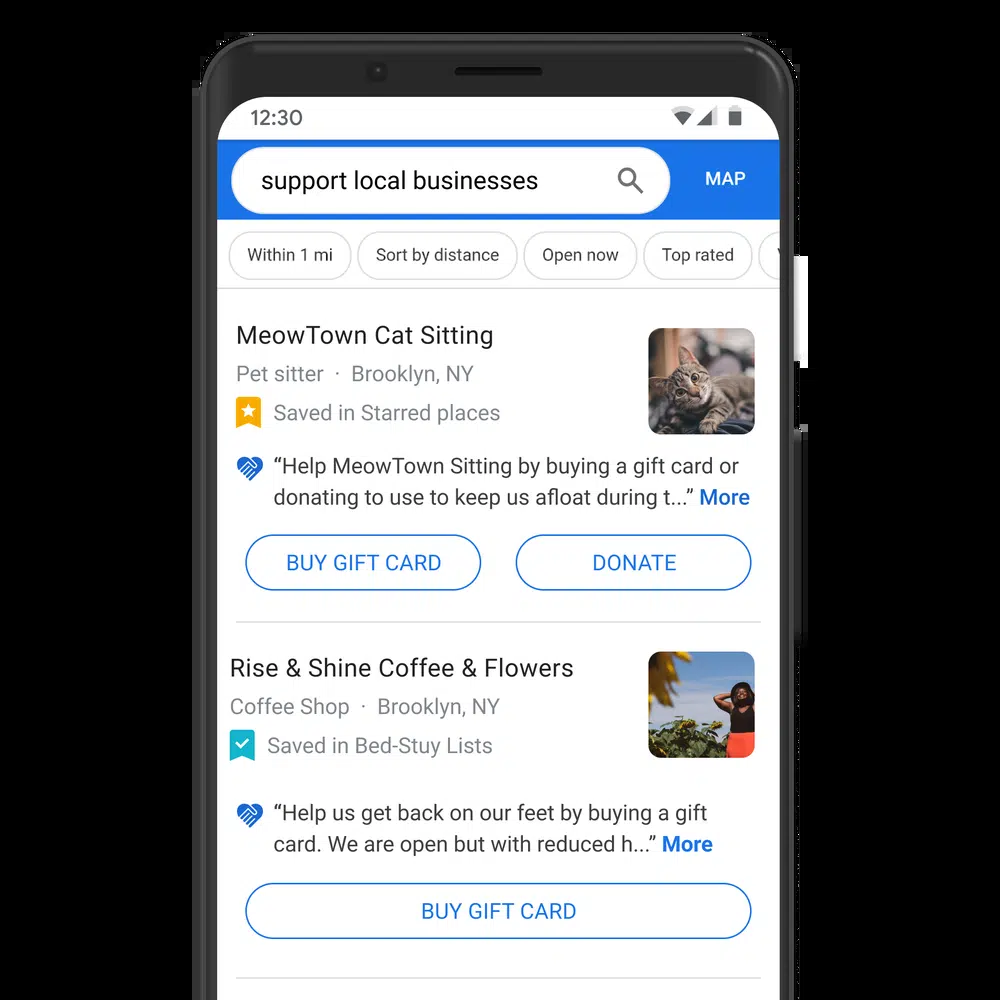 12:30
support local businesses
MAP
Within 1 mi
Sort by distance
Open now
Top rated
MeowTown Cat Sitting
Pet sitter · Brooklyn, NY
Saved in Starred places
“Help MeowTown Sitting by buying a gift card or
donating to use to keep us afloat during t...” More
BUY GIFT CARD
DONATE
Rise & Shine Coffee & Flowers
Coffee Shop · Brooklyn, NY
Saved in Bed-Stuy Lists
“Help us get back on our feet by buying a gift
card. We are open but with reduced h...” More
BUY GIFT CARD